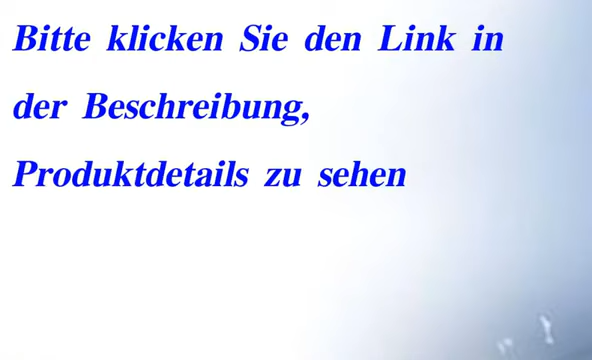 Bitte klicken Sie den Link in
der Beschreibung,
Produktdetails zu sehen